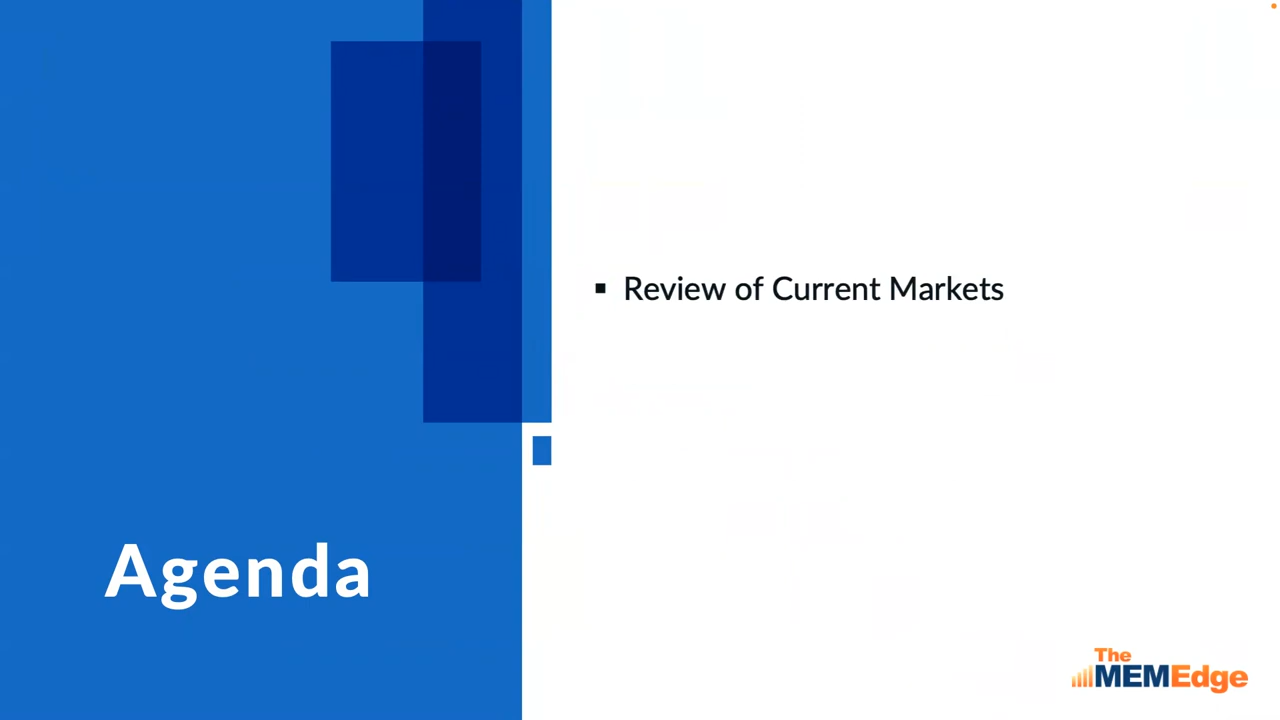 Agenda
▪ Review of Current Markets
The
MEMEdge